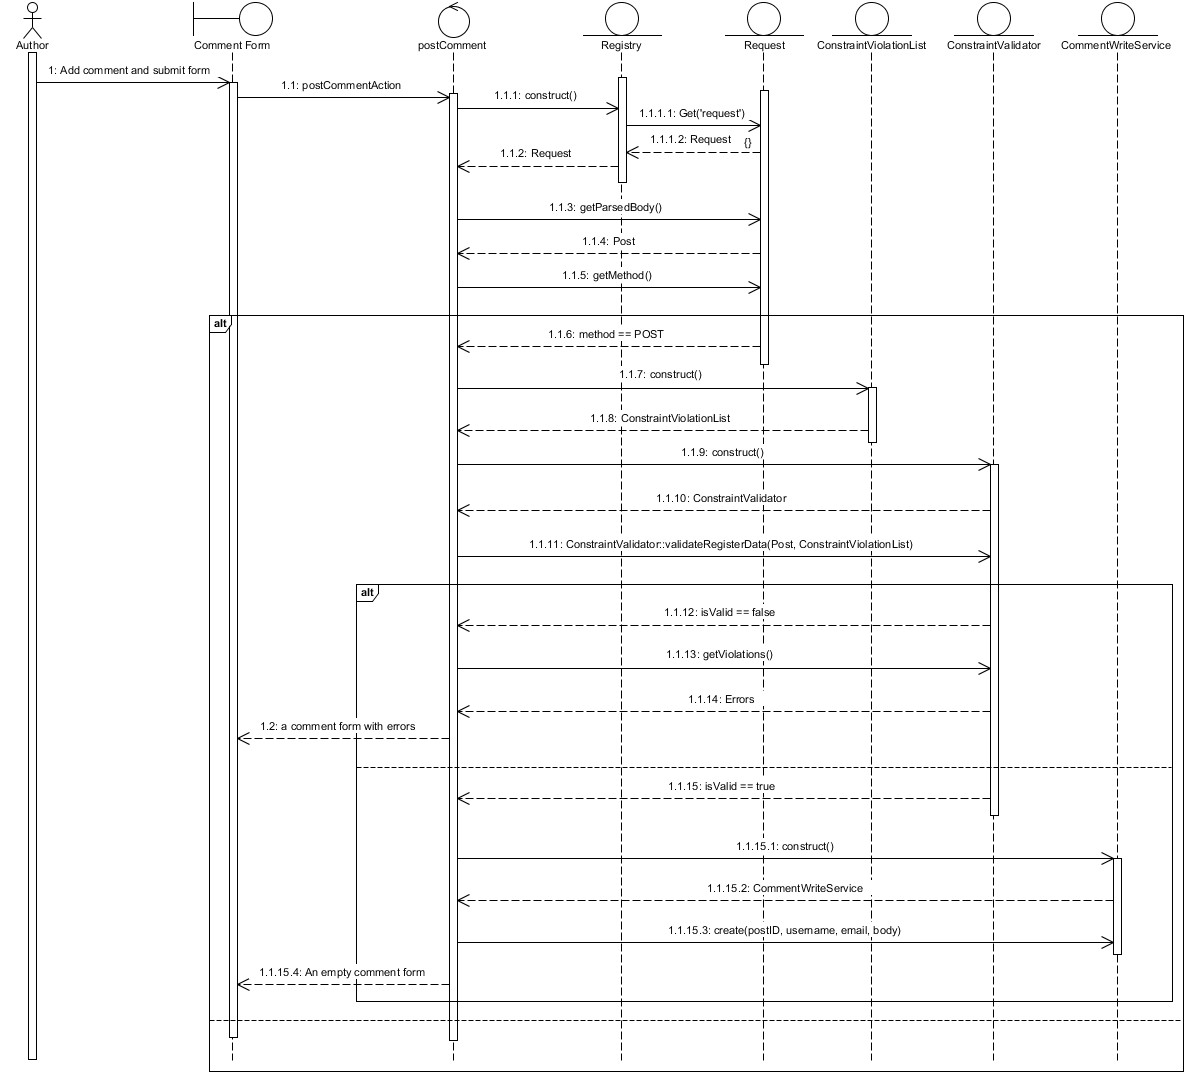 Author
Comment Form
postComment
Registry
Request
ConstraintViolationList
ConstraintValidator
CommentWriteService
1: Add comment and submit form
1.1: postCommentAction
1.1.1: construct()
1.1.1.1: Get('request')
1.1.1.2: Request
{}
1.1.2: Request
1.1.3: getParsedBody()
1.1.4: Post
1.1.5: getMethod()
alt
1.1.6: method == POST
1.1.7: construct()
1.1.8: ConstraintViolationList
1.1.9: construct()
1.1.10: ConstraintValidator
1.1.11: ConstraintValidator::validateRegisterData(Post, ConstraintViolationList)
alt
1.1.12: isValid == false
1.1.13: getViolations()
1.1.14: Errors
1.2: a comment form with errors
1.1.15: isValid == true
1.1.15.1: construct()
1.1.15.2: CommentWriteService
1.1.15.3: create(postID, username, email, body)
1.1.15.4: An empty comment form